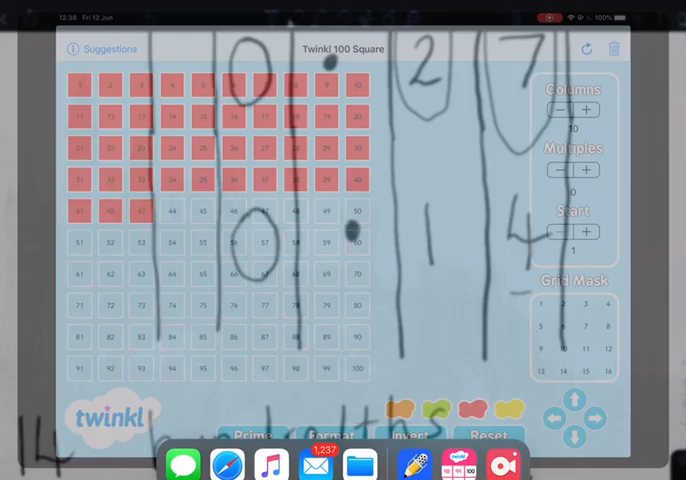 12:38 Fri 12 Jun 100%
Suggestions Twinkl 100 Square
0.27
0.14
14 hundredths
1 2 3 4 5 6 7 8 9 10
11 12 13 14 15 16 17 18 19 20
21 22 23 24 25 26 27 28 29 30
31 32 33 34 35 36 37 38 39 40
41 42 43 44 45 46 47 48 49 50
51 52 53 54 55 56 57 58 59 60
61 62 63 64 65 66 67 68 69 70
71 72 73 74 75 76 77 78 79 80
81 82 83 84 85 86 87 88 89 90
91 92 93 94 95 96 97 98 99 100
Columns
− +
10
Multiples
− +
0
Start
− +
1
Grid Mask
1 2 3 4
5 6 7 8
9 10 11 12
13 14 15 16
twinkl
Prime Format Invert Reset
1,237